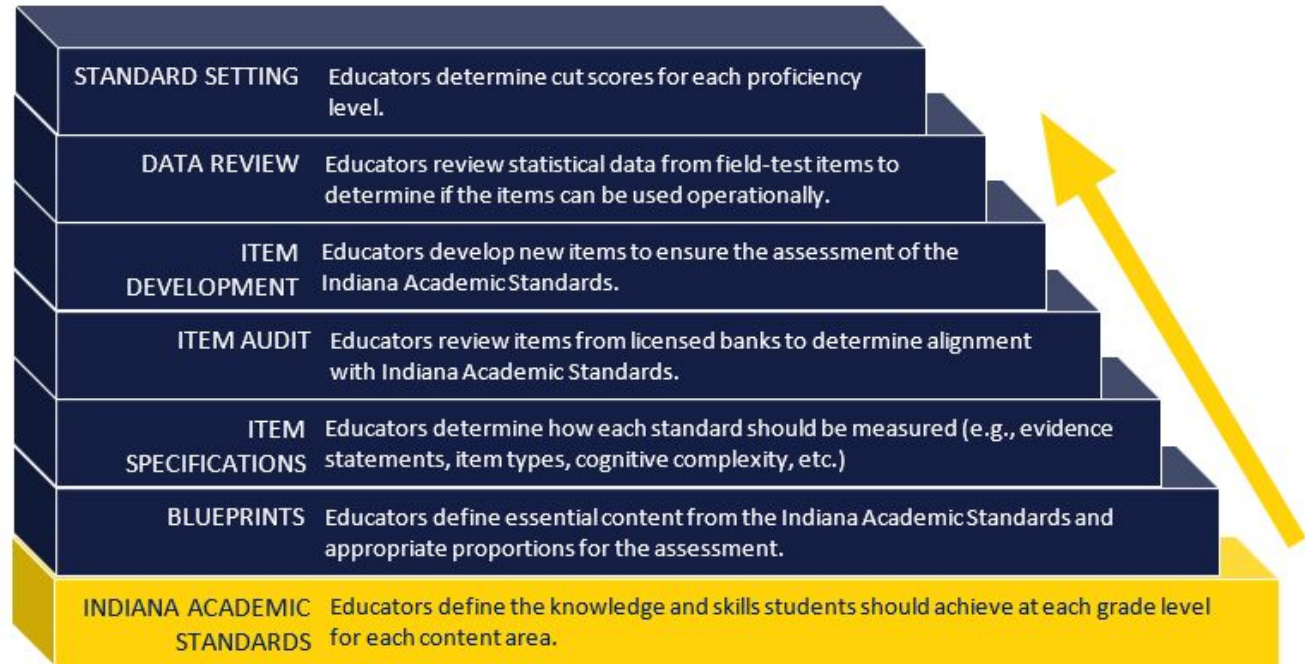 STANDARD SETTING
Educators determine cut scores for each proficiency
level.
DATA REVIEW
Educators review statistical data from field-test items to
determine if the items can be used operationally.
ITEM
DEVELOPMENT
Educators develop new items to ensure the assessment of the
Indiana Academic Standards.
ITEM AUDIT
Educators review items from licensed banks to determine alignment
with Indiana Academic Standards.
ITEM
SPECIFICATIONS
Educators determine how each standard should be measured (e.g., evidence
statements, item types, cognitive complexity, etc.)
BLUEPRINTS
Educators define essential content from the Indiana Academic Standards and
appropriate proportions for the assessment.
INDIANA ACADEMIC
STANDARDS
Educators define the knowledge and skills students should achieve at each grade level
for each content area.